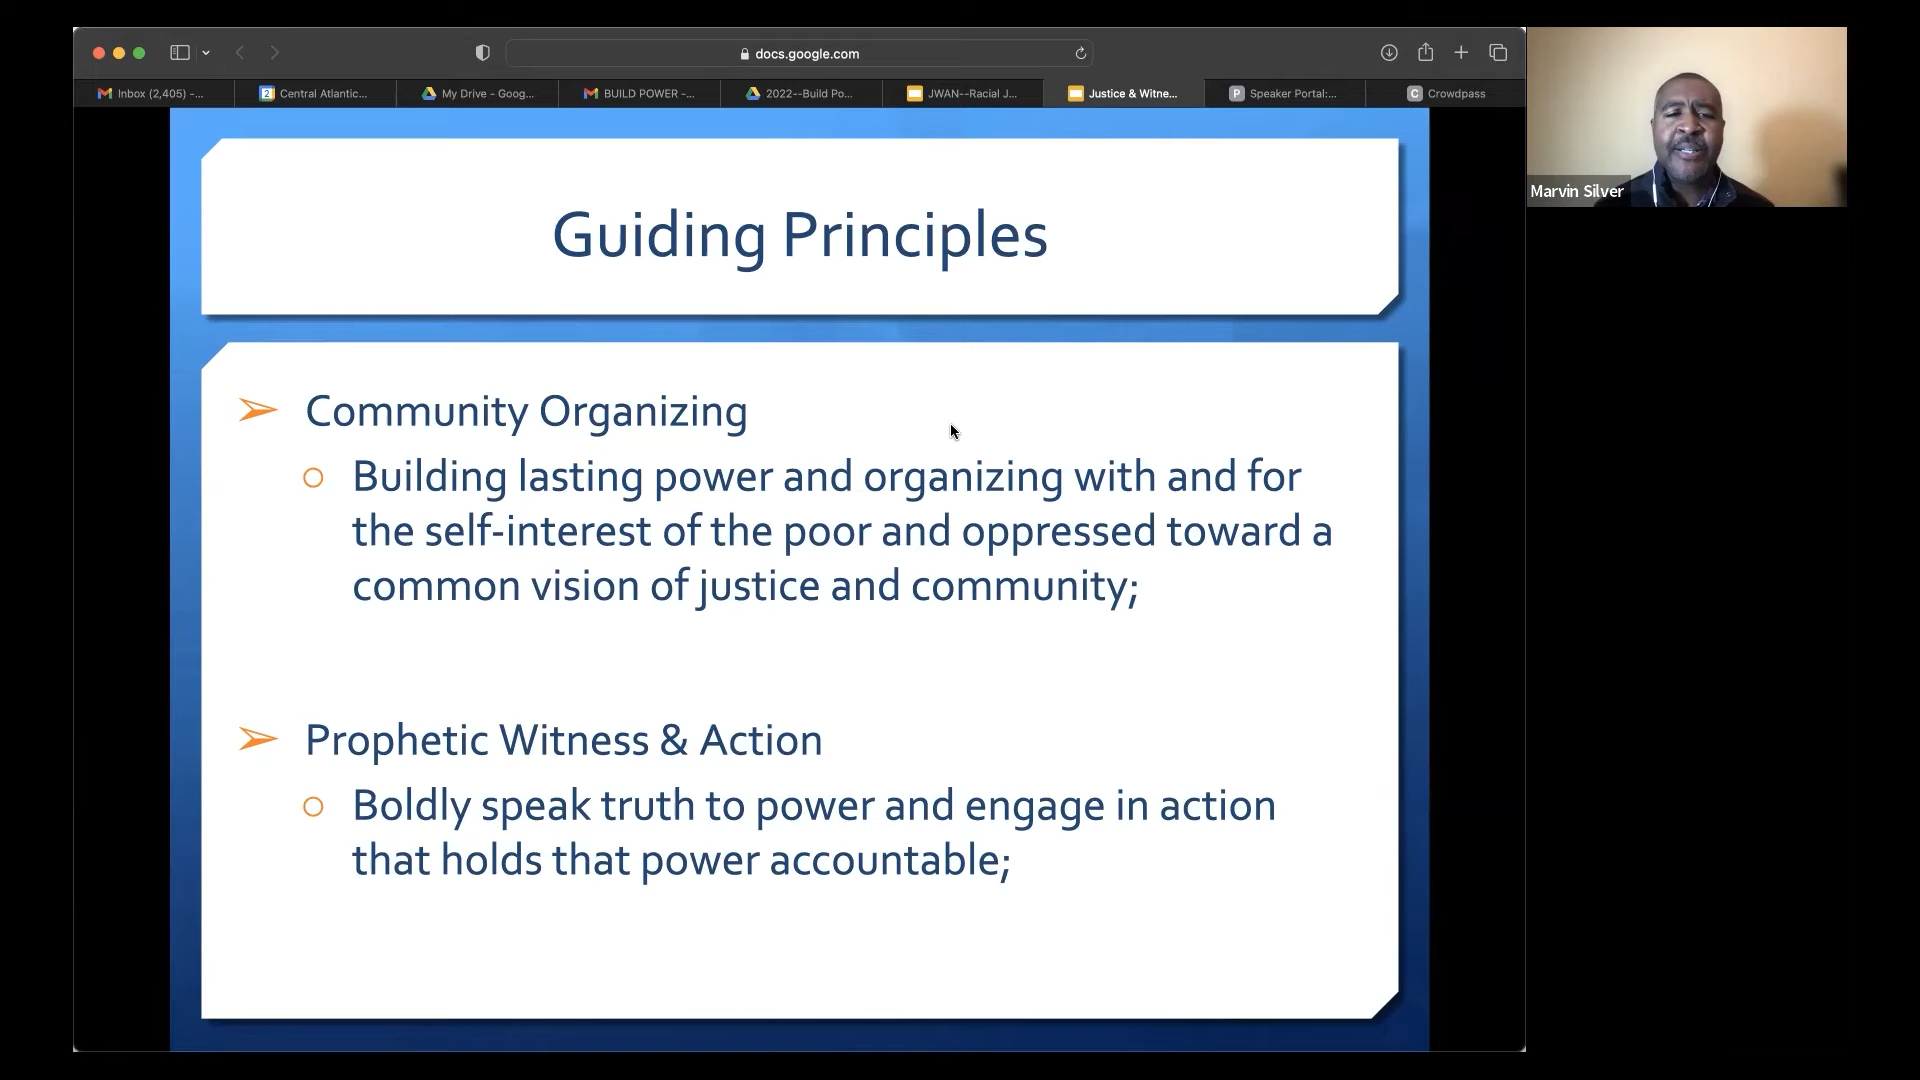 docs.google.com
Inbox (2,405) -...
2
Central Atlantic...
My Drive - Goog...
BUILD POWER -...
2022--Build Po...
JWAN--Racial J...
Justice & Witne...
P
Speaker Portal:...
C
Crowdpass
Marvin Silver
Guiding Principles
➢ Community Organizing
○ Building lasting power and organizing with and for
the self-interest of the poor and oppressed toward a
common vision of justice and community;
➢ Prophetic Witness & Action
○ Boldly speak truth to power and engage in action
that holds that power accountable;